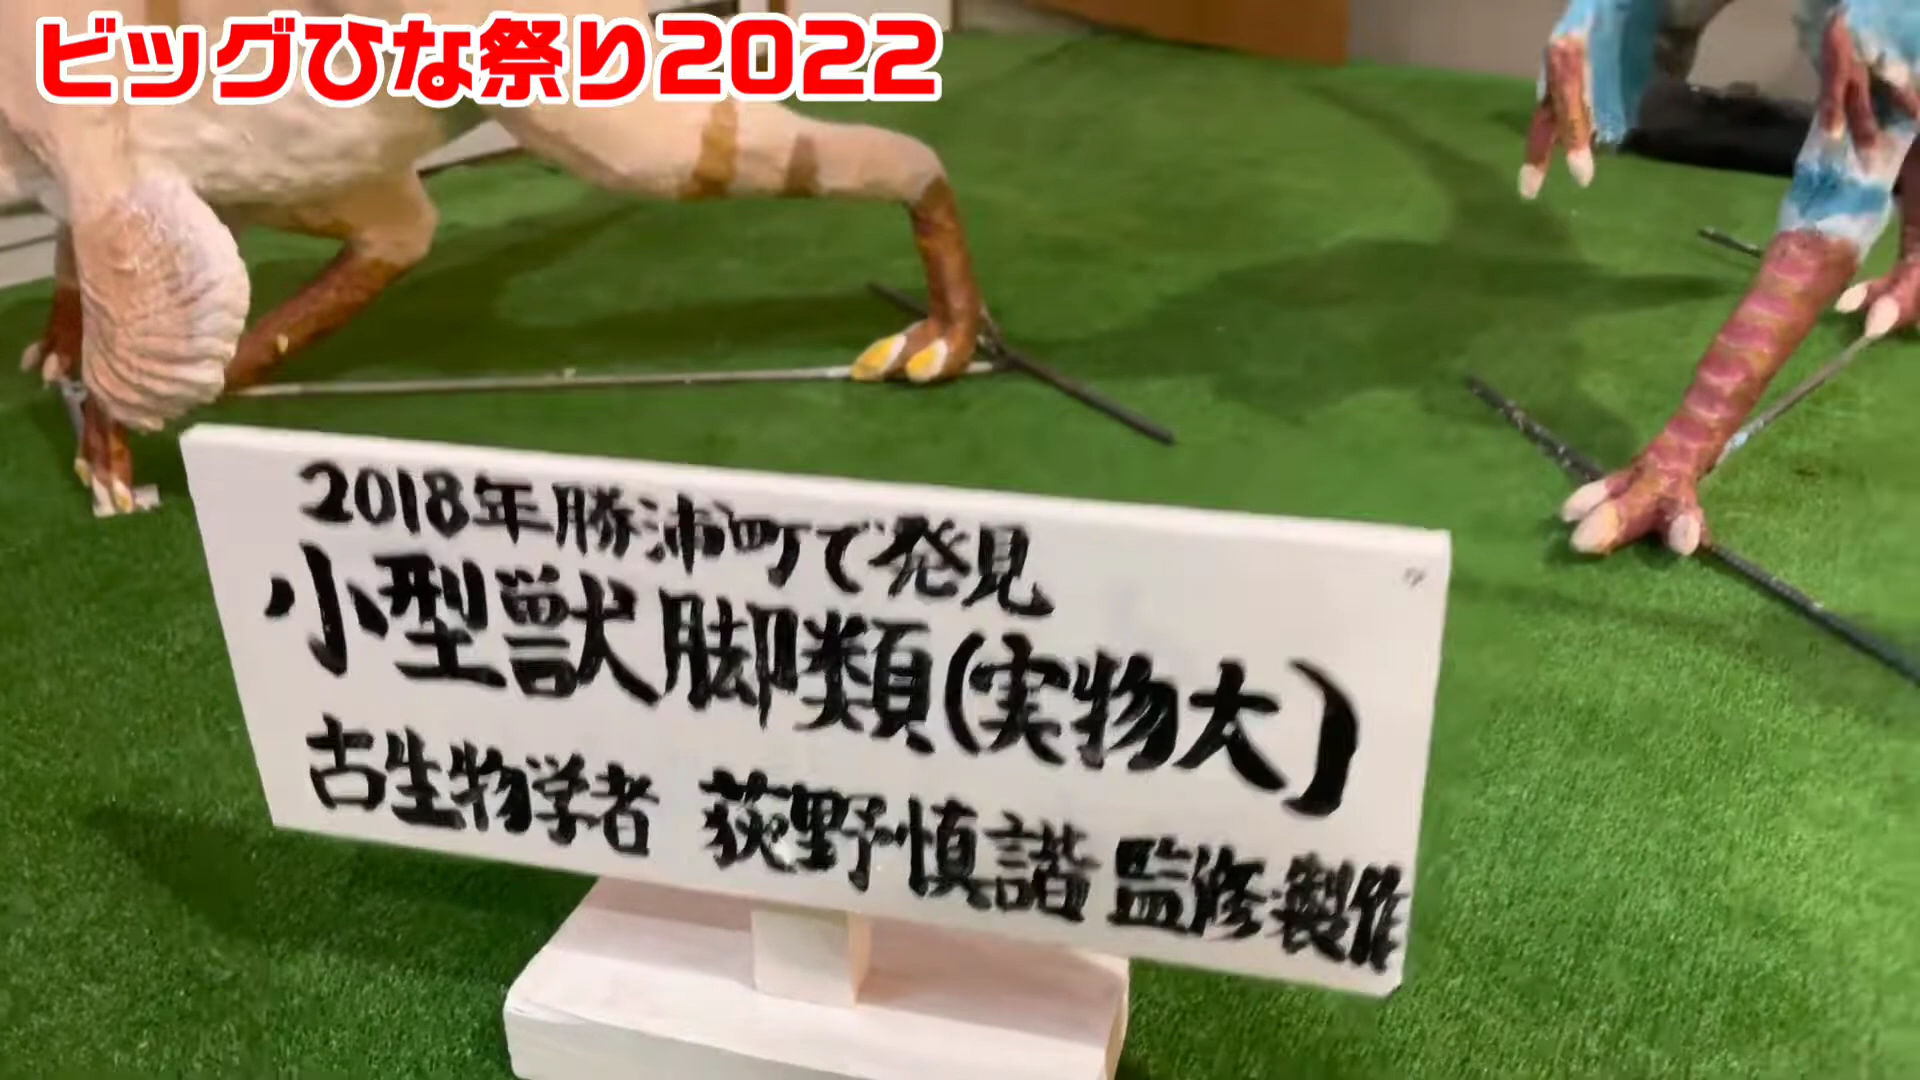 ビッグひな祭り2022
2018年勝浦町で発見
小型獣脚類(実物大)
古生物学者 荻野慎諧 監修・製作